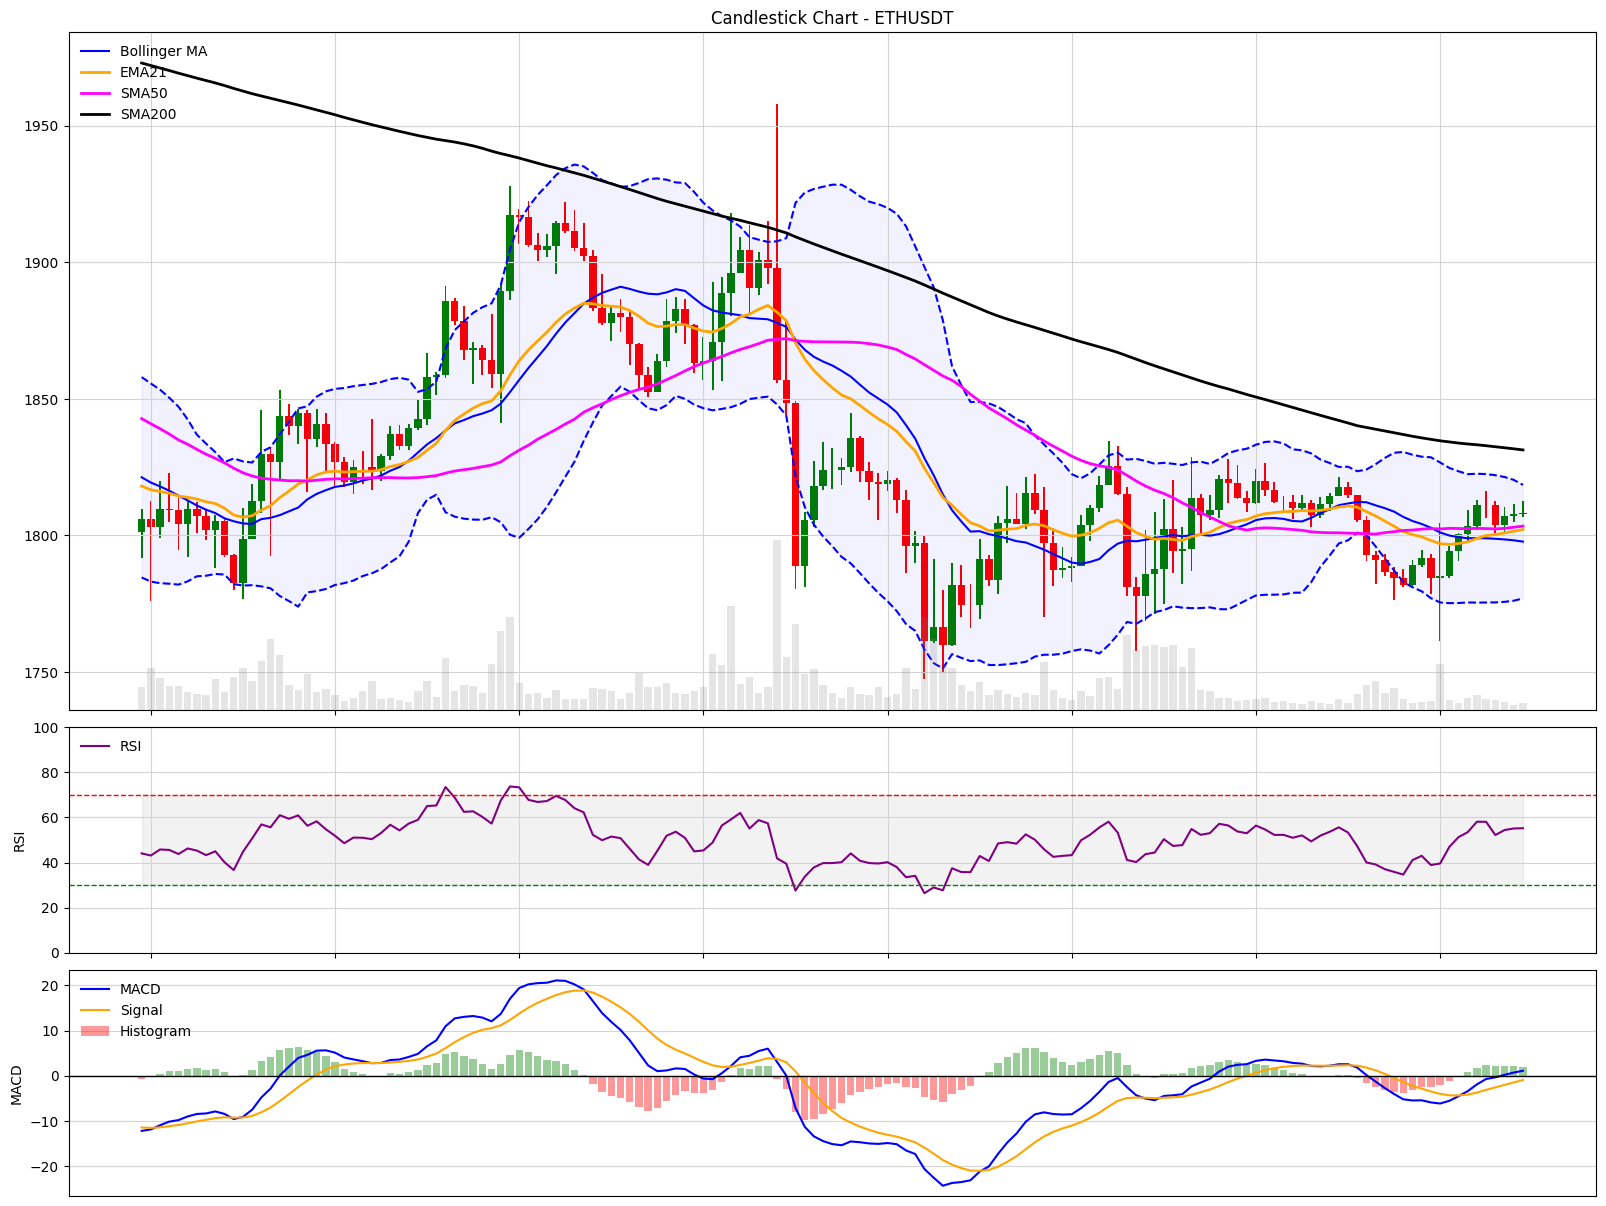 Candlestick Chart - ETHUSDT
Bollinger MA
EMA21
SMA50
SMA200
1950
1900
1850
1800
1750
RSI
100
80
60
40
20
0
RSI
MACD
Signal
Histogram
20
10
0
−10
−20
MACD